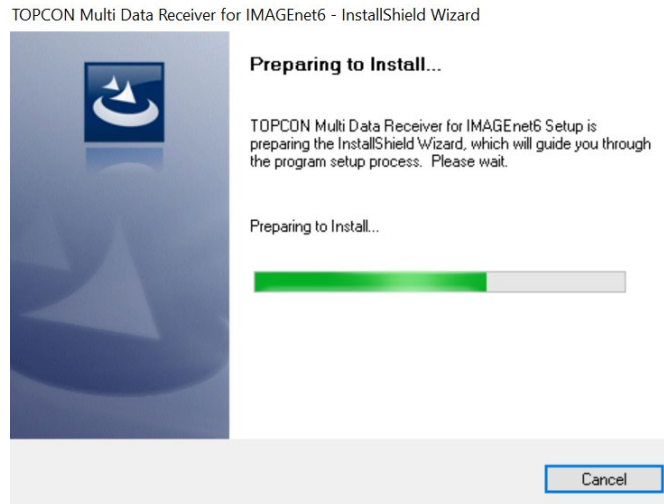 TOPCON Multi Data Receiver for IMAGEnet6 - InstallShield Wizard
Preparing to Install...
TOPCON Multi Data Receiver for IMAGEnet6 Setup is
preparing the InstallShield Wizard, which will guide you through
the program setup process.  Please wait.
Preparing to Install...
Cancel